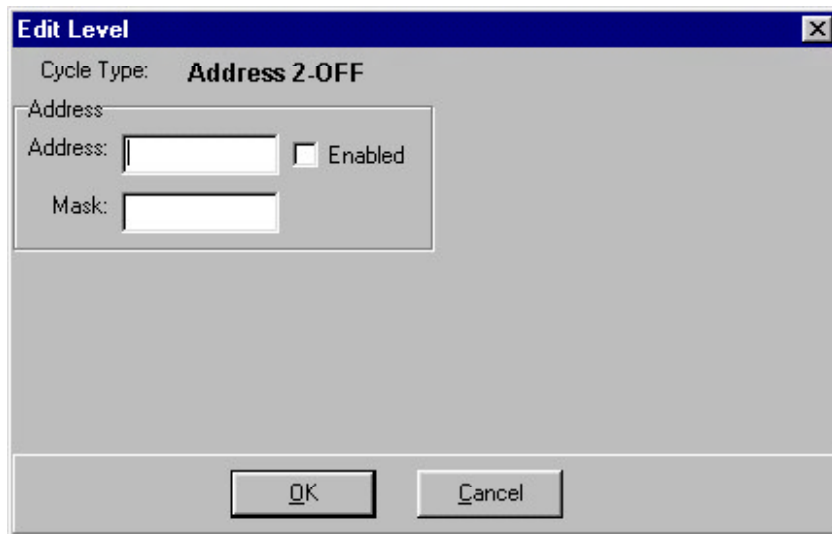 Edit Level
Cycle Type: Address 2-OFF
Address
Address: Enabled
Mask:
OK Cancel